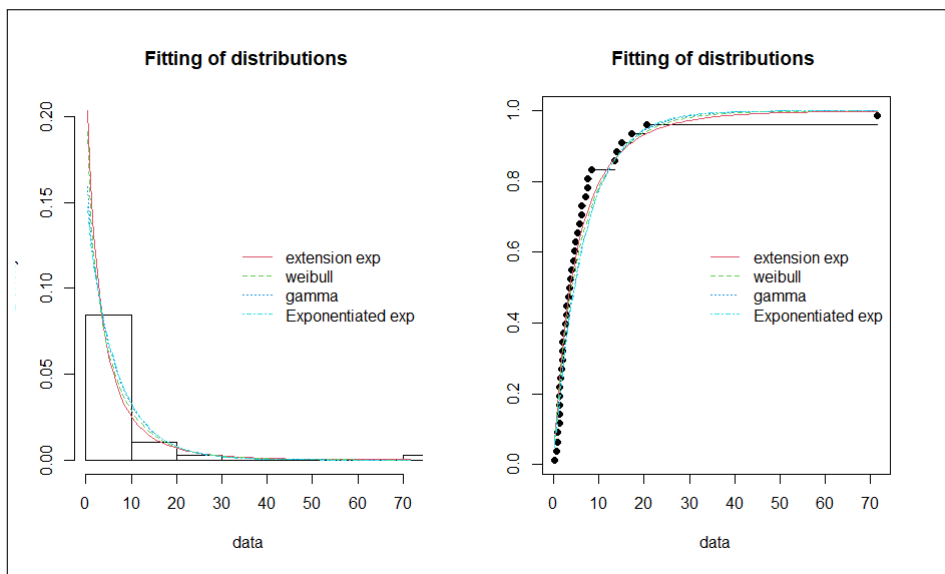 Fitting of distributions
0.20
0.15
0.10
0.05
0.00
extension exp
weibull
gamma
Exponentiated exp
0 10 20 30 40 50 60 70
data
Fitting of distributions
1.0
0.8
0.6
0.4
0.2
0.0
extension exp
weibull
gamma
Exponentiated exp
0 10 20 30 40 50 60 70
data